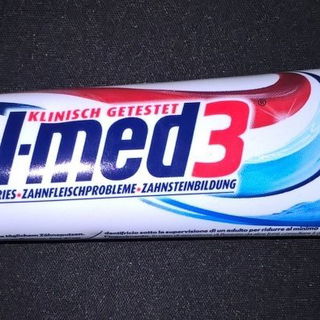 KLINISCH GETESTET
l-med3®
RIES•ZAHNFLEISCHPROBLEME•ZAHNSTEINBILDUNG
dentifricio sotto la supervisione di un adulto per ridurre al minimo